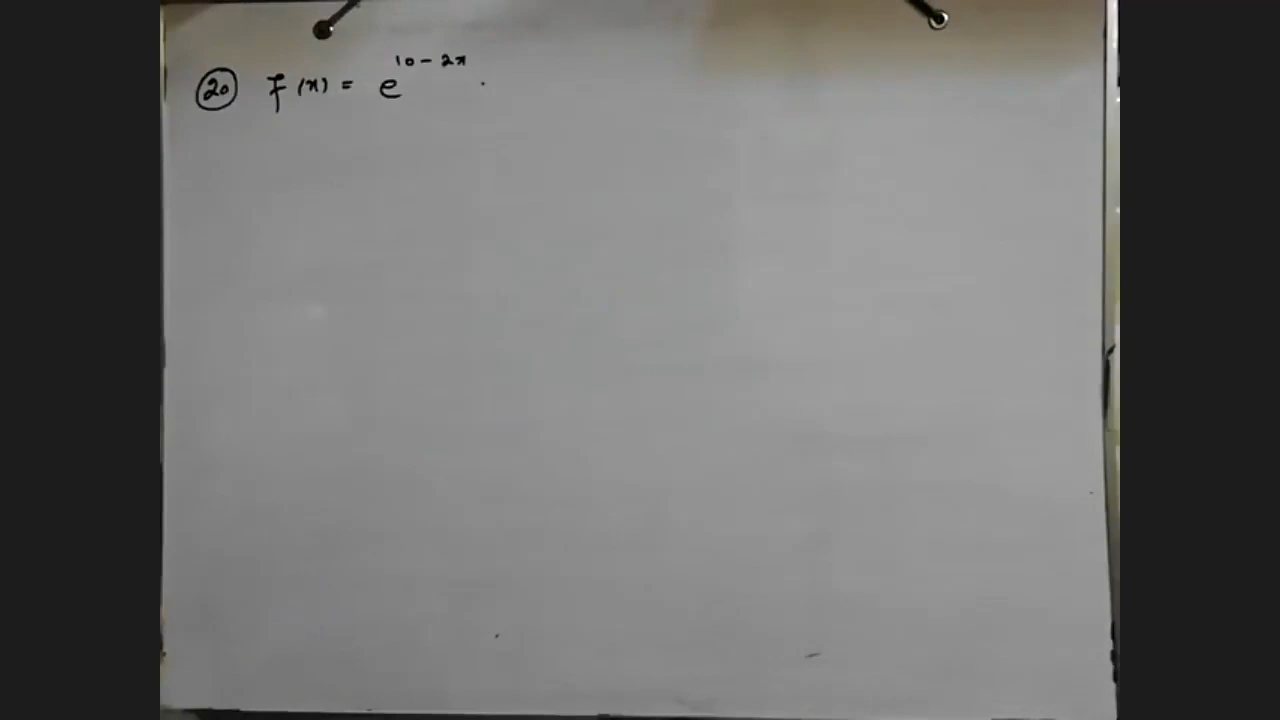 20 f(x) = e^{10-2x}